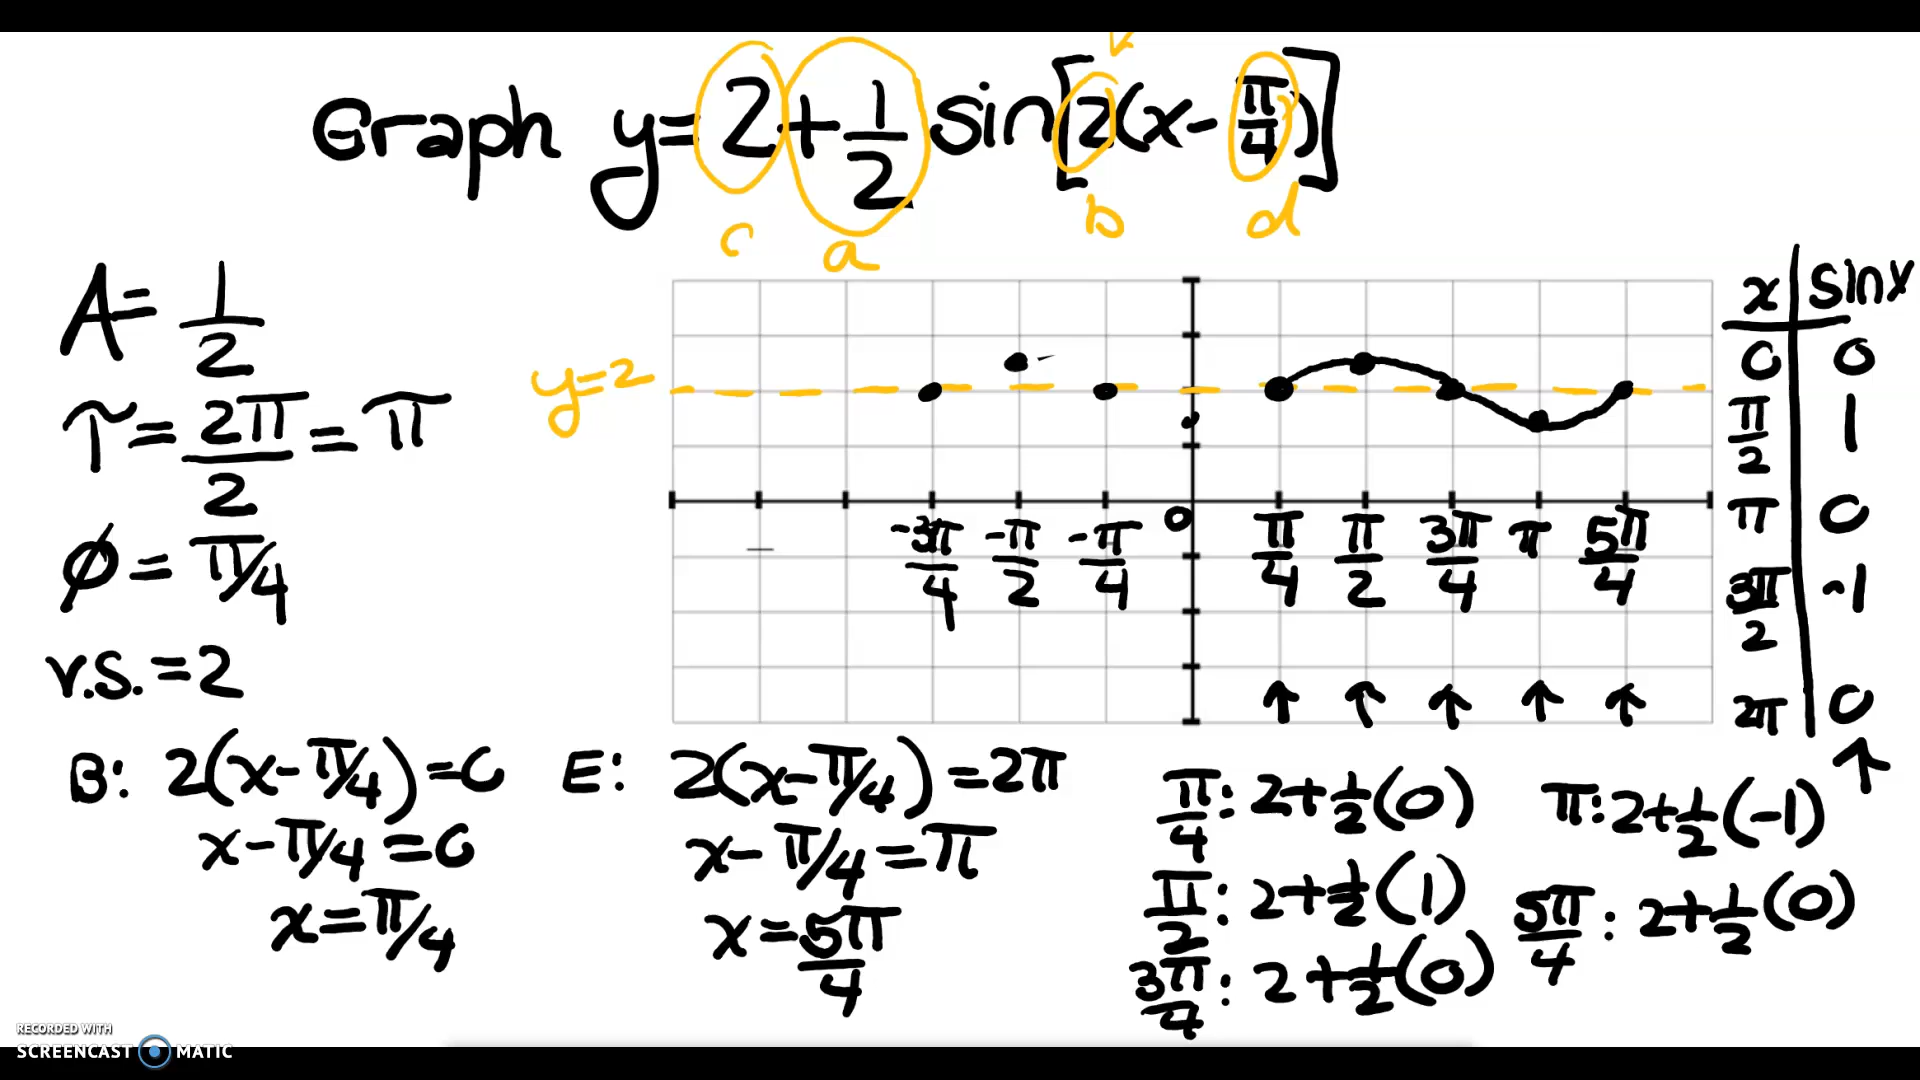 Graph y=2+1/2 sin[2(x-π/4)]
c a b d
A=1/2
T=2π/2=π
φ=π/4
v.s.=2
y=2
-3π/4 -π/2 -π/4 0 π/4 π/2 3π/4 π 5π/4
x sinx
0 0
π/2 1
π 0
3π/2 -1
2π 0
B: 2(x-π/4)=0
x-π/4=0
x=π/4
E: 2(x-π/4)=2π
x-π/4=π
x=5π/4
π/4: 2+1/2(0)
π/2: 2+1/2(1)
3π/4: 2+1/2(0)
π: 2+1/2(-1)
5π/4: 2+1/2(0)
RECORDED WITH
SCREENCAST MATIC